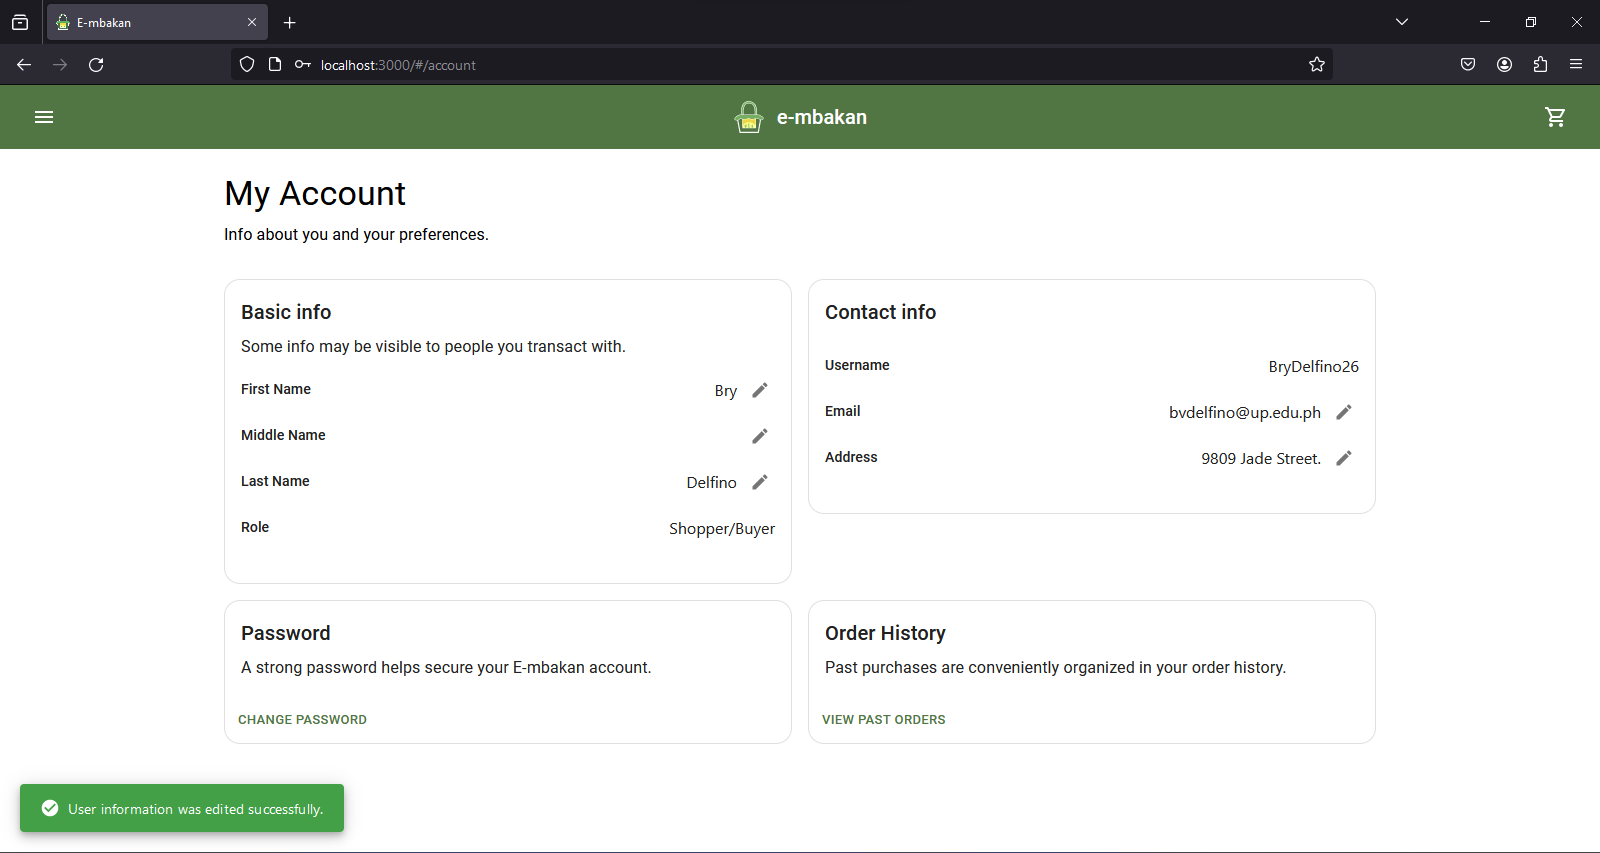 E-mbakan
localhost:3000/#/account
e-mbakan
My Account
Info about you and your preferences.
Basic info
Some info may be visible to people you transact with.
First Name Bry
Middle Name
Last Name Delfino
Role Shopper/Buyer
Contact info
Username BryDelfino26
Email bvdelfino@up.edu.ph
Address 9809 Jade Street.
Password
A strong password helps secure your E-mbakan account.
CHANGE PASSWORD
Order History
Past purchases are conveniently organized in your order history.
VIEW PAST ORDERS
User information was edited successfully.